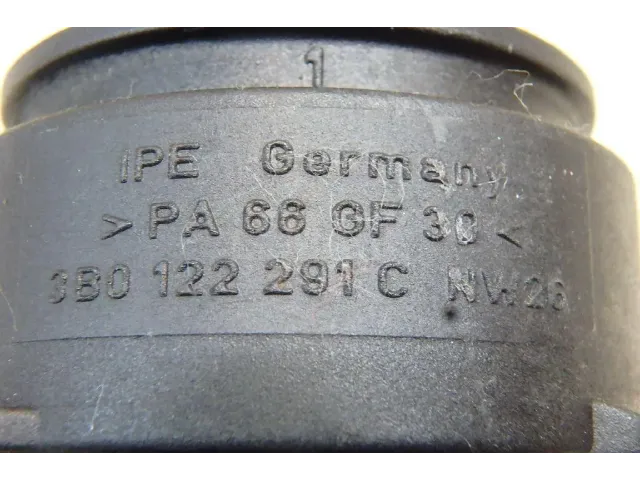 1
IPE Germany
>PA 66 GF 30<
3B0 122 291 C NW26